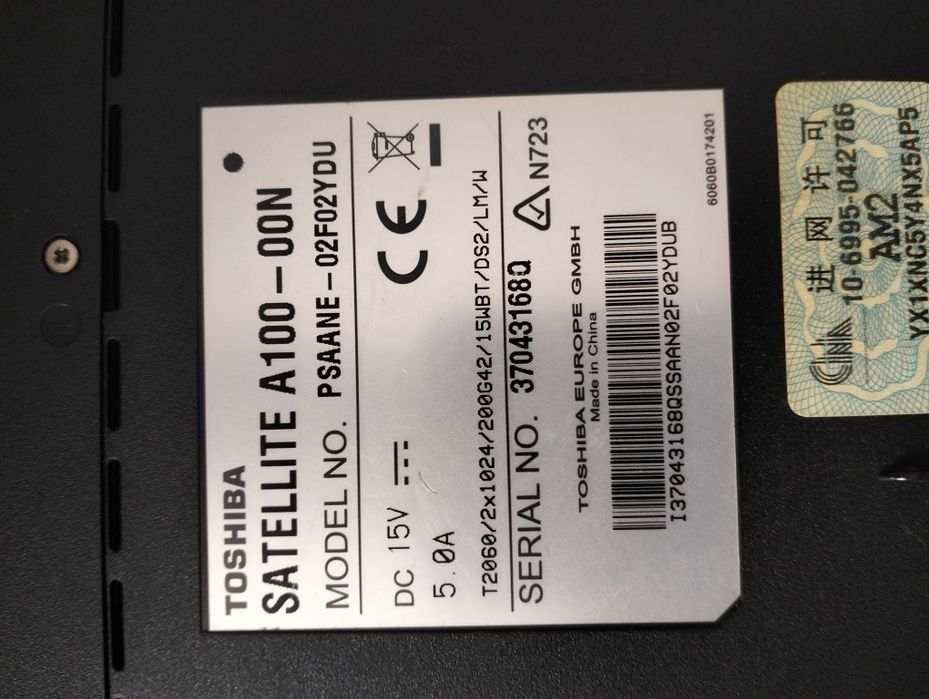 TOSHIBA
SATELLITE A100-00N
MODEL NO. PSAANE-02F02YDU
DC 15V
5.0A
CE
T2060/2x1024/200G42/15WBT/DS2/LM/W
SERIAL NO. 37043168Q
N723
TOSHIBA EUROPE GMBH
Made in China
I37043168QSSAAN02F02YDUB
6060B0174201
进网许可
10-6995-042766
AM2
YX1XNG5Y4NX5AP5